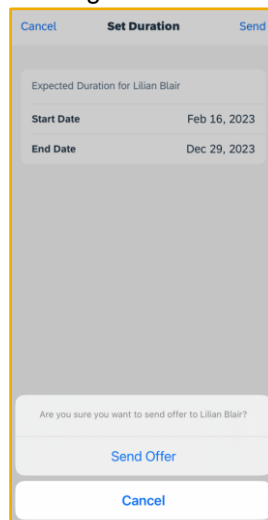 Cancel Set Duration Send
Expected Duration for Lilian Blair
Start Date Feb 16, 2023
End Date Dec 29, 2023
Are you sure you want to send offer to Lilian Blair?
Send Offer
Cancel